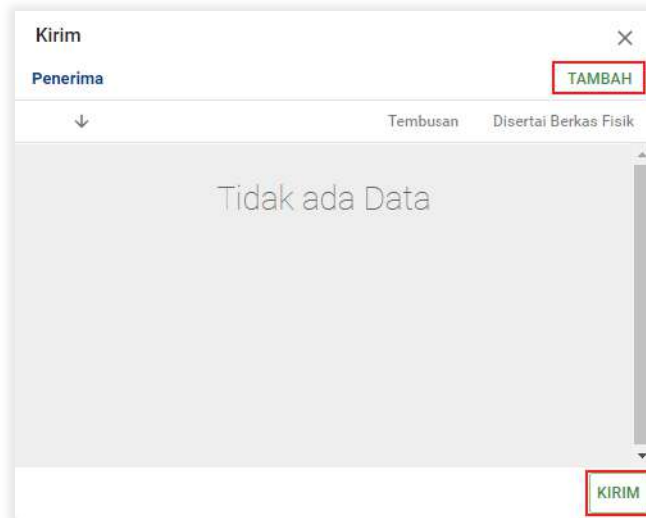 Kirim
Penerima TAMBAH
Tembusan Disertai Berkas Fisik
Tidak ada Data
KIRIM